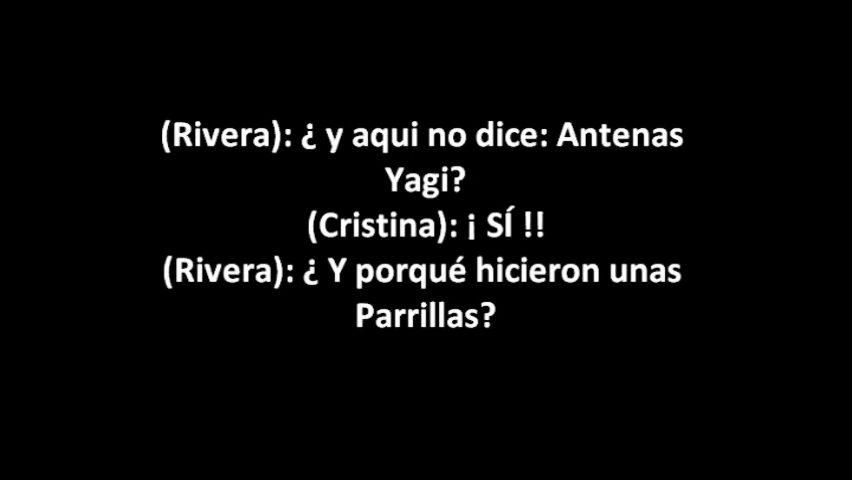 (Rivera): ¿ y aqui no dice: Antenas
Yagi?
(Cristina): ¡ SÍ !!
(Rivera): ¿ Y porqué hicieron unas
Parrillas?